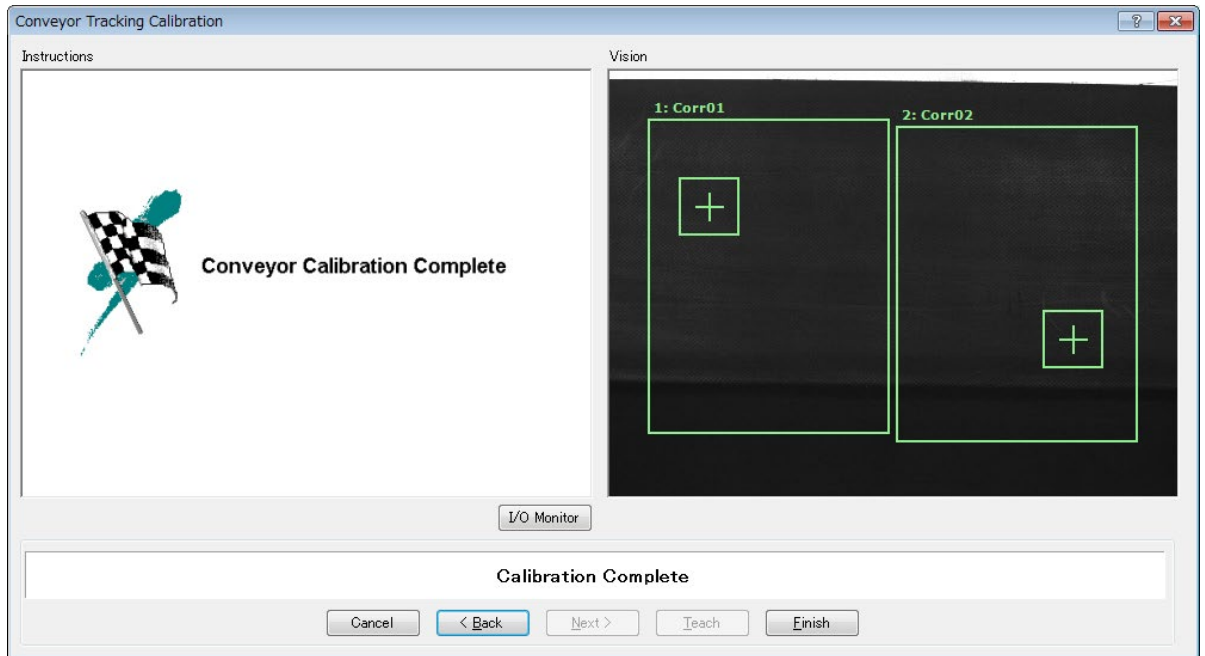 Conveyor Tracking Calibration
Instructions
Vision
1: Corr01
2: Corr02
Conveyor Calibration Complete
I/O Monitor
Calibration Complete
Cancel
< Back
Next >
Teach
Finish